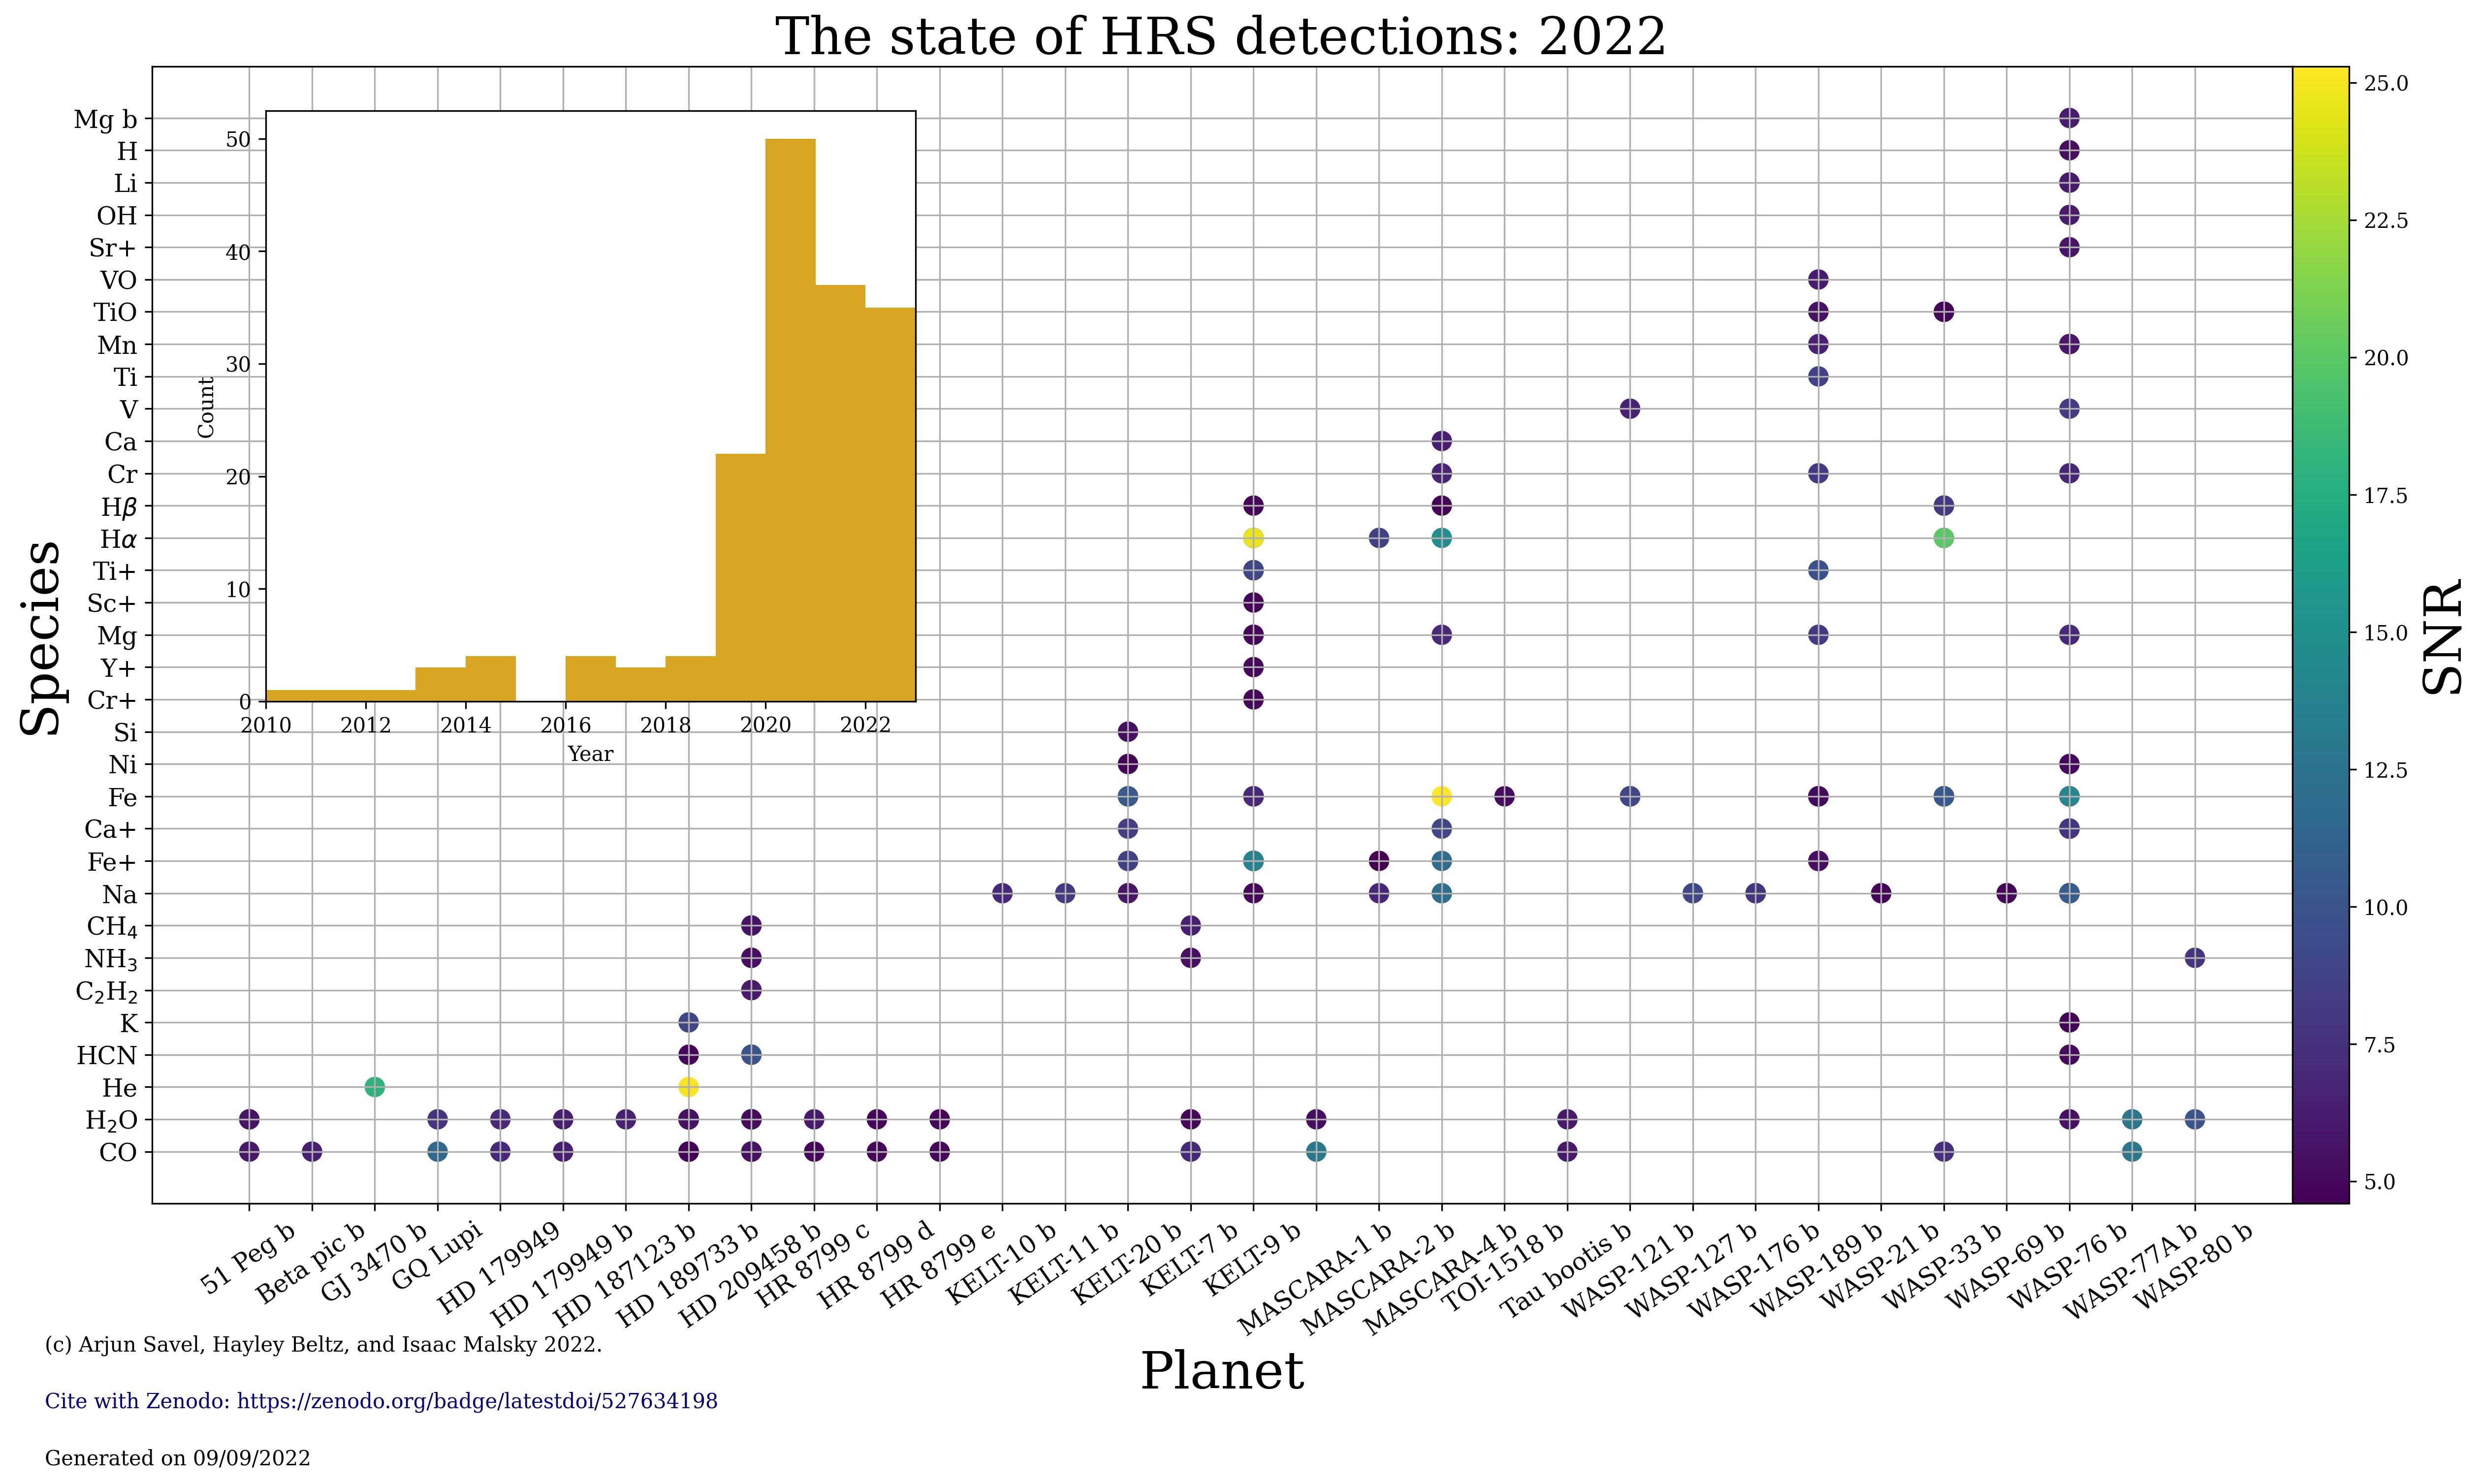 The state of HRS detections: 2022
Species
Mg b
H
Li
OH
Sr+
VO
TiO
Mn
Ti
V
Ca
Cr
Hβ
Hα
Ti+
Sc+
Mg
Y+
Cr+
Si
Ni
Fe
Ca+
Fe+
Na
CH₄
NH₃
C₂H₂
K
HCN
He
H₂O
CO
Count
50
40
30
20
10
0
2010 2012 2014 2016 2018 2020 2022
Year
25.0
22.5
20.0
17.5
15.0
12.5
10.0
7.5
5.0
SNR
51 Peg b
Beta pic b
GJ 3470 b
GQ Lupi
HD 179949
HD 179949 b
HD 187123 b
HD 189733 b
HD 209458 b
HR 8799 c
HR 8799 d
HR 8799 e
KELT-10 b
KELT-11 b
KELT-20 b
KELT-7 b
KELT-9 b
MASCARA-1 b
MASCARA-2 b
MASCARA-4 b
TOI-1518 b
Tau bootis b
WASP-121 b
WASP-127 b
WASP-176 b
WASP-189 b
WASP-21 b
WASP-33 b
WASP-69 b
WASP-76 b
WASP-77A b
WASP-80 b
Planet
(c) Arjun Savel, Hayley Beltz, and Isaac Malsky 2022.
Cite with Zenodo: https://zenodo.org/badge/latestdoi/527634198
Generated on 09/09/2022